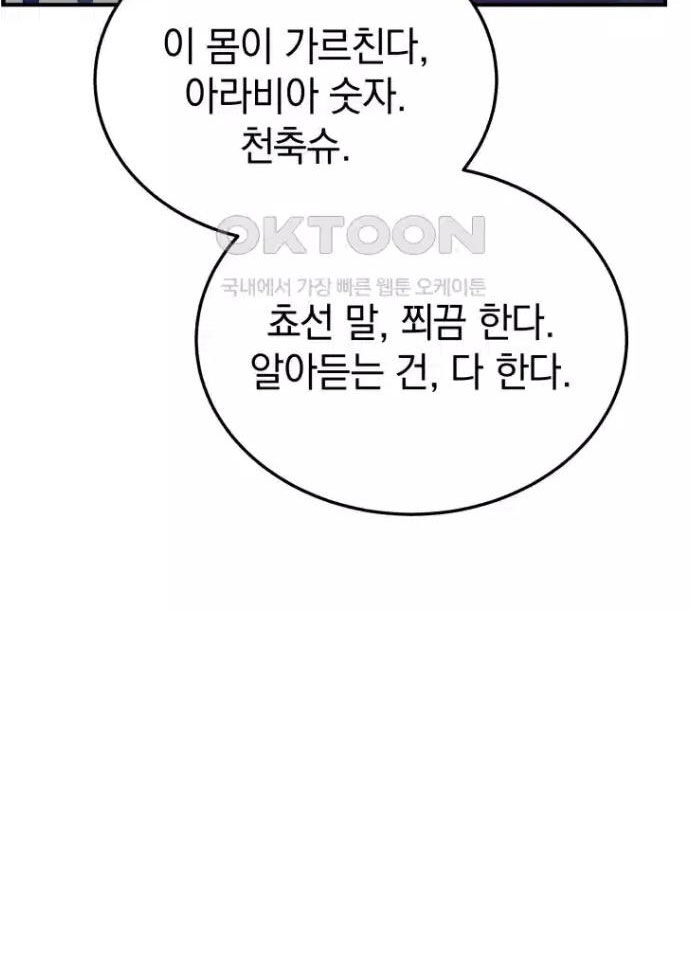 이 몸이 가르친다,
아라비아 숫자.
천축슈.
OKTOON
국내에서 가장 빠른 웹툰 오케이툰
쵸선 말, 쬐끔 한다.
알아듣는 건, 다 한다.